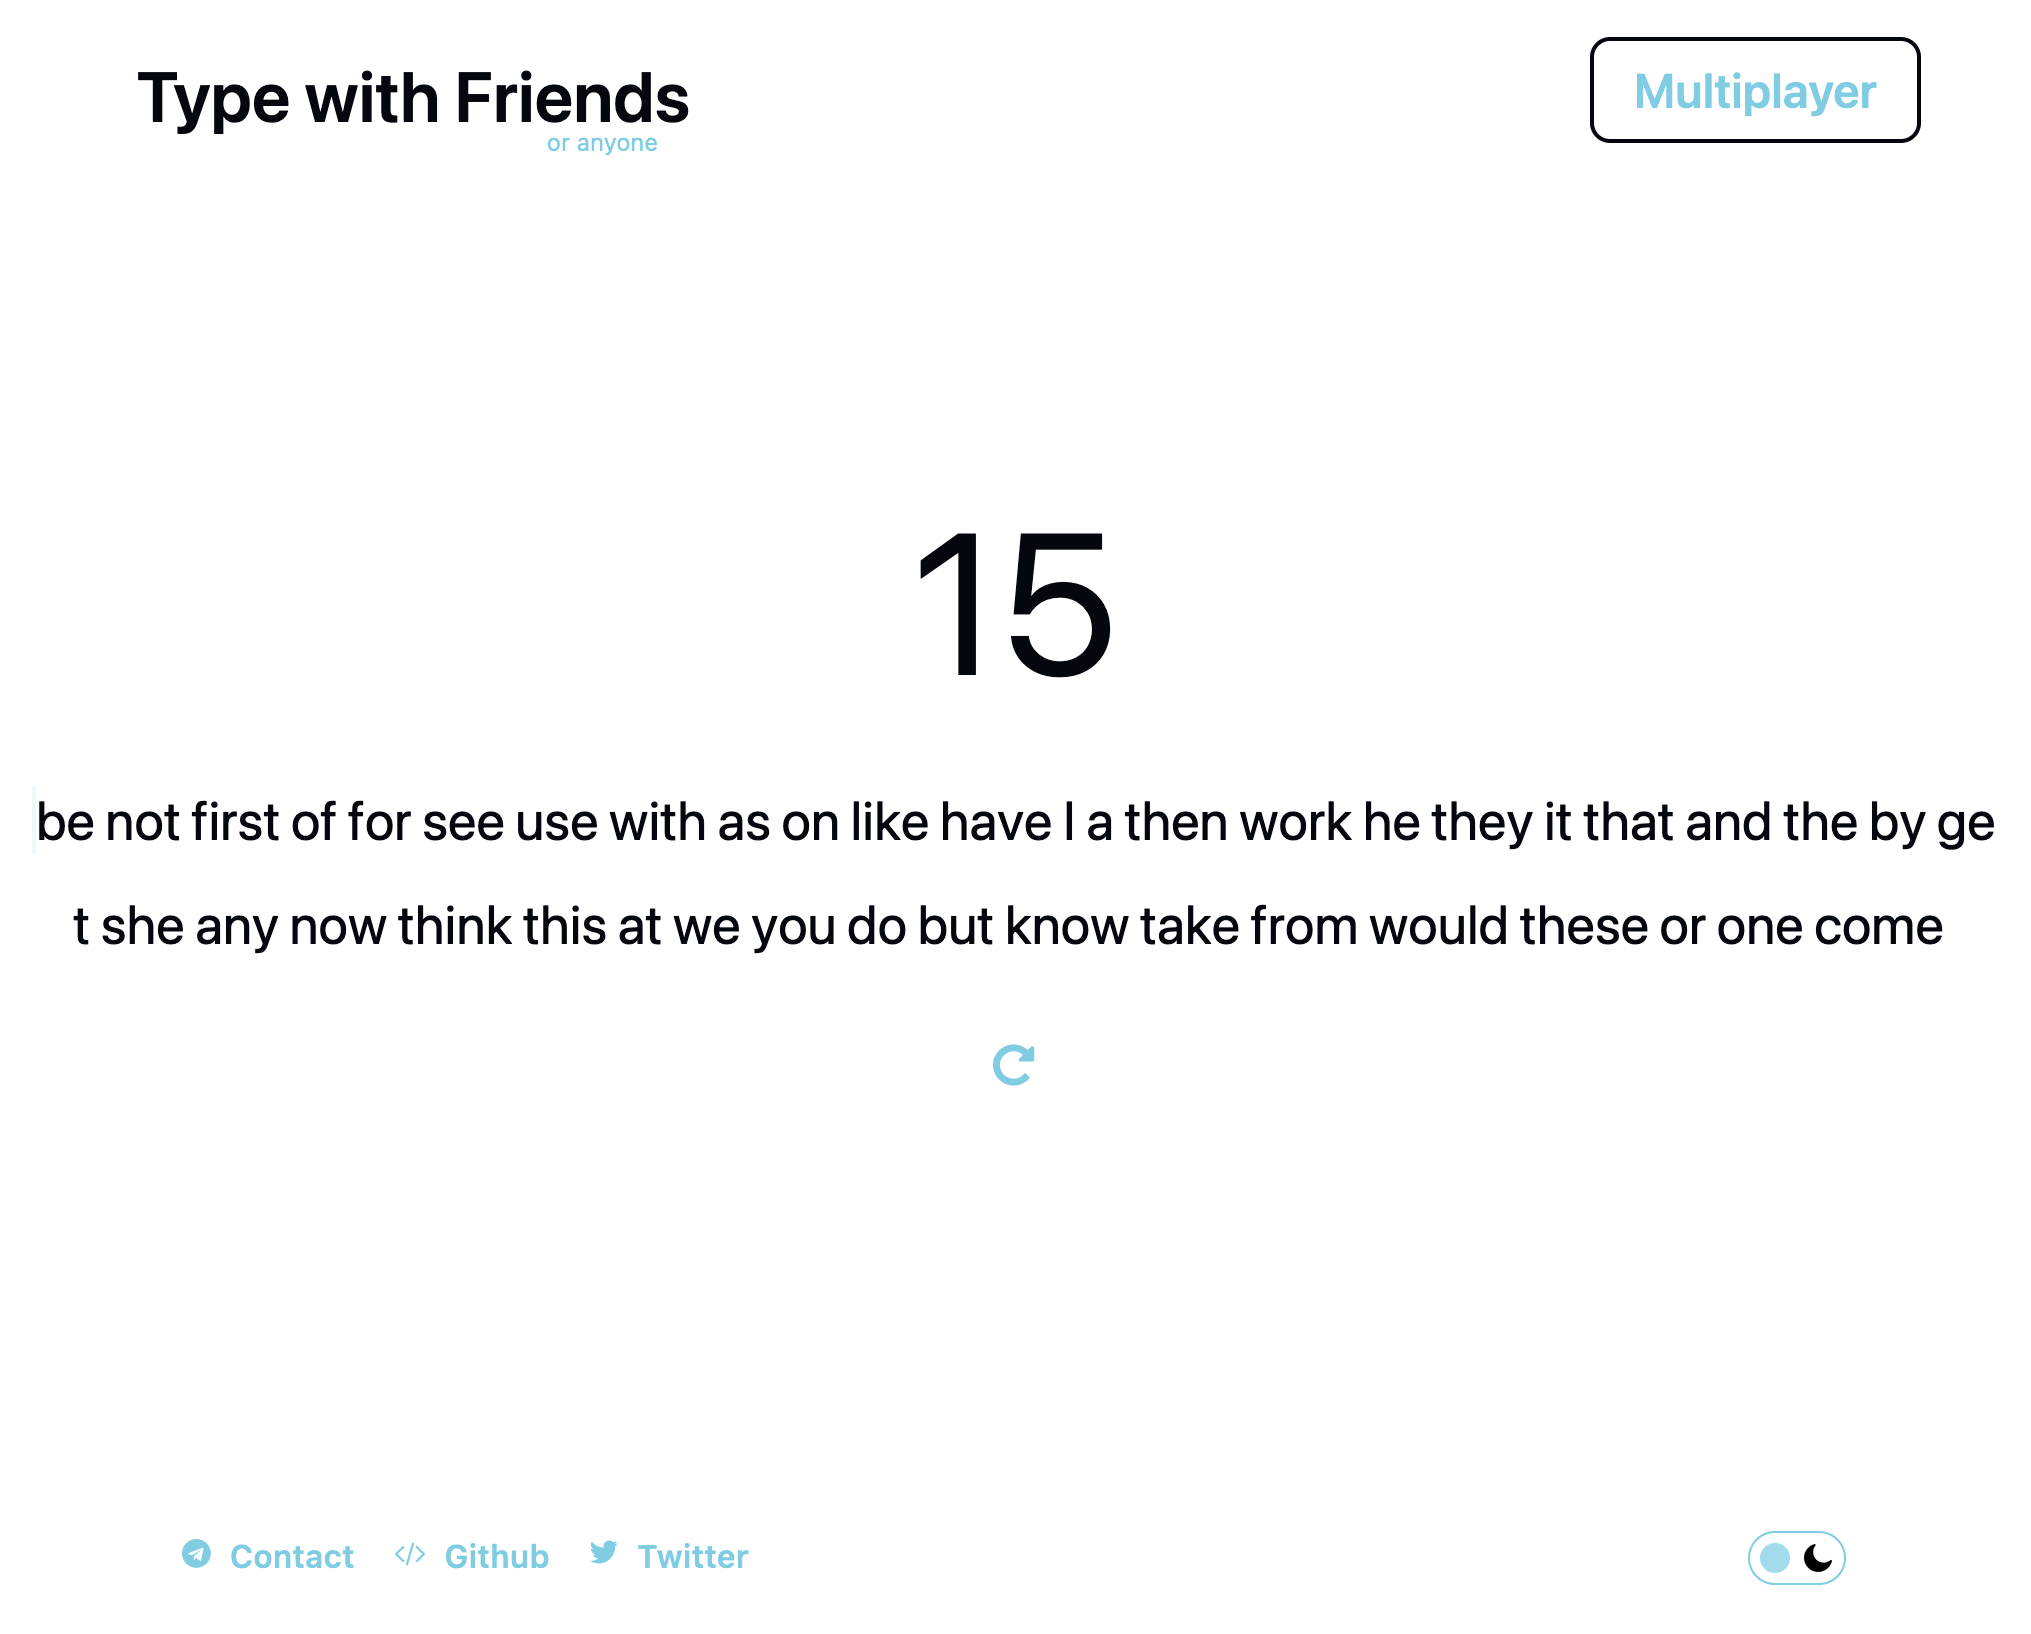 Type with Friends
or anyone
Multiplayer
15
be not first of for see use with as on like have I a then work he they it that and the by ge
t she any now think this at we you do but know take from would these or one come
Contact
Github
Twitter